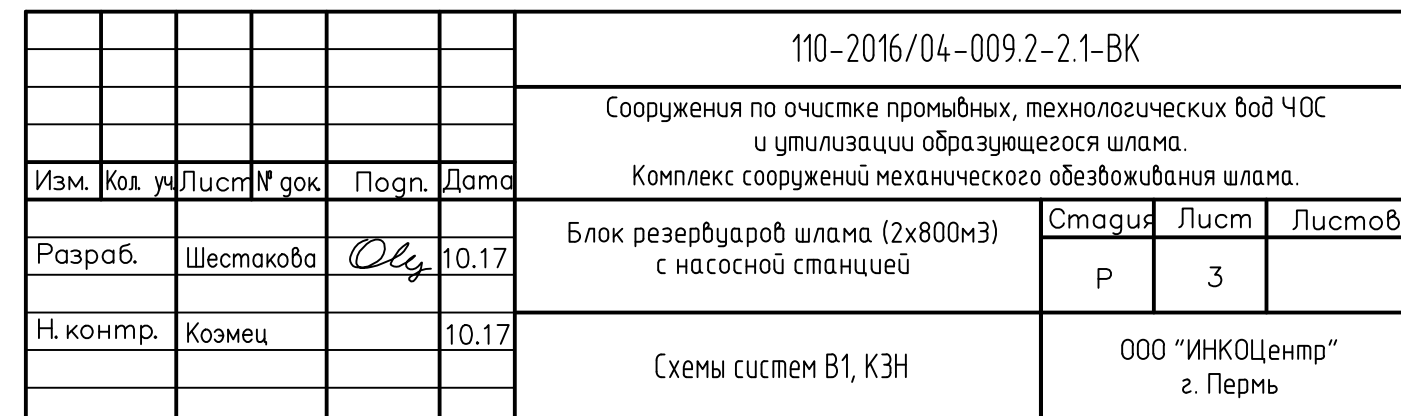 110-2016/04-009.2-2.1-ВК
Сооружения по очистке промывных, технологических вод ЧОС
и утилизации образующегося шлама.
Комплекс сооружений механического обезвоживания шлама.
Изм. Кол. уч. Лист № док. Подп. Дата
Блок резервуаров шлама (2х800м3)
с насосной станцией
Стадия Лист Листов
Разраб. Шестакова 10.17
Р 3
Н. контр. Коэмец 10.17
Схемы систем В1, К3Н
ООО "ИНКОЦентр"
г. Пермь